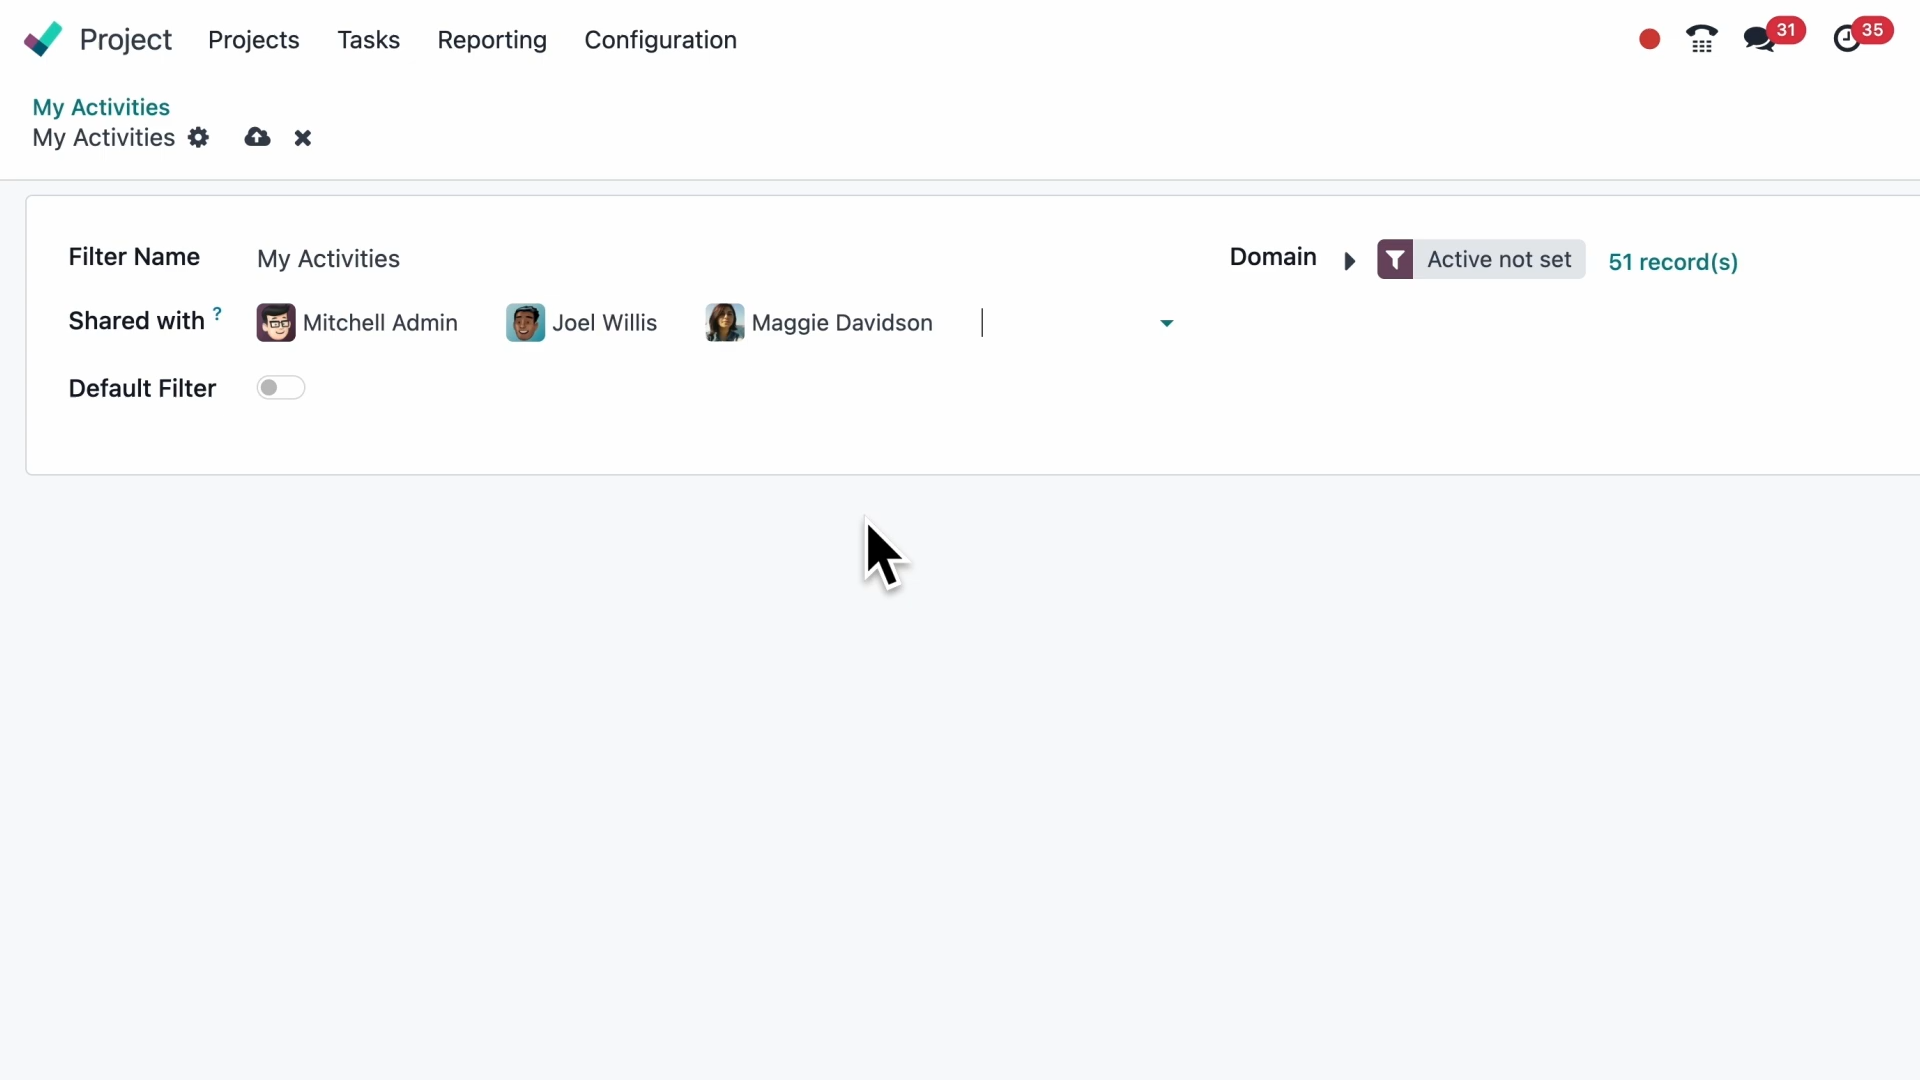 Project Projects Tasks Reporting Configuration 31 35
My Activities
My Activities
Filter Name My Activities Domain Active not set 51 record(s)
Shared with ? Mitchell Admin Joel Willis Maggie Davidson
Default Filter